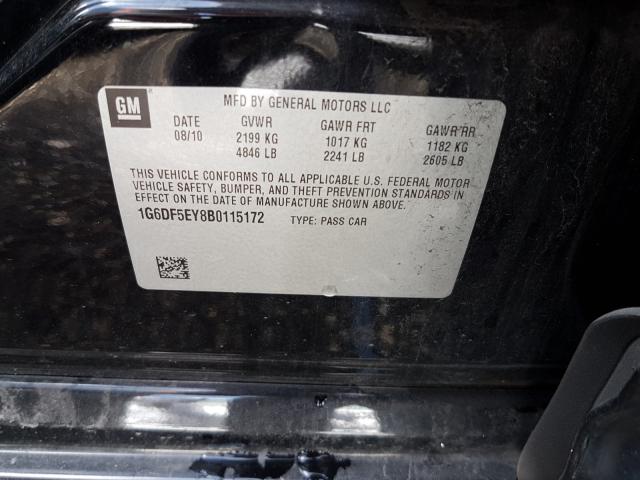 GM
MFD BY GENERAL MOTORS LLC
DATE GVWR GAWR FRT GAWR RR
08/10 2199 KG 1017 KG 1182 KG
4846 LB 2241 LB 2605 LB
THIS VEHICLE CONFORMS TO ALL APPLICABLE U.S. FEDERAL MOTOR
VEHICLE SAFETY, BUMPER, AND THEFT PREVENTION STANDARDS IN
EFFECT ON THE DATE OF MANUFACTURE SHOWN ABOVE.
1G6DF5EY8B0115172 TYPE: PASS CAR